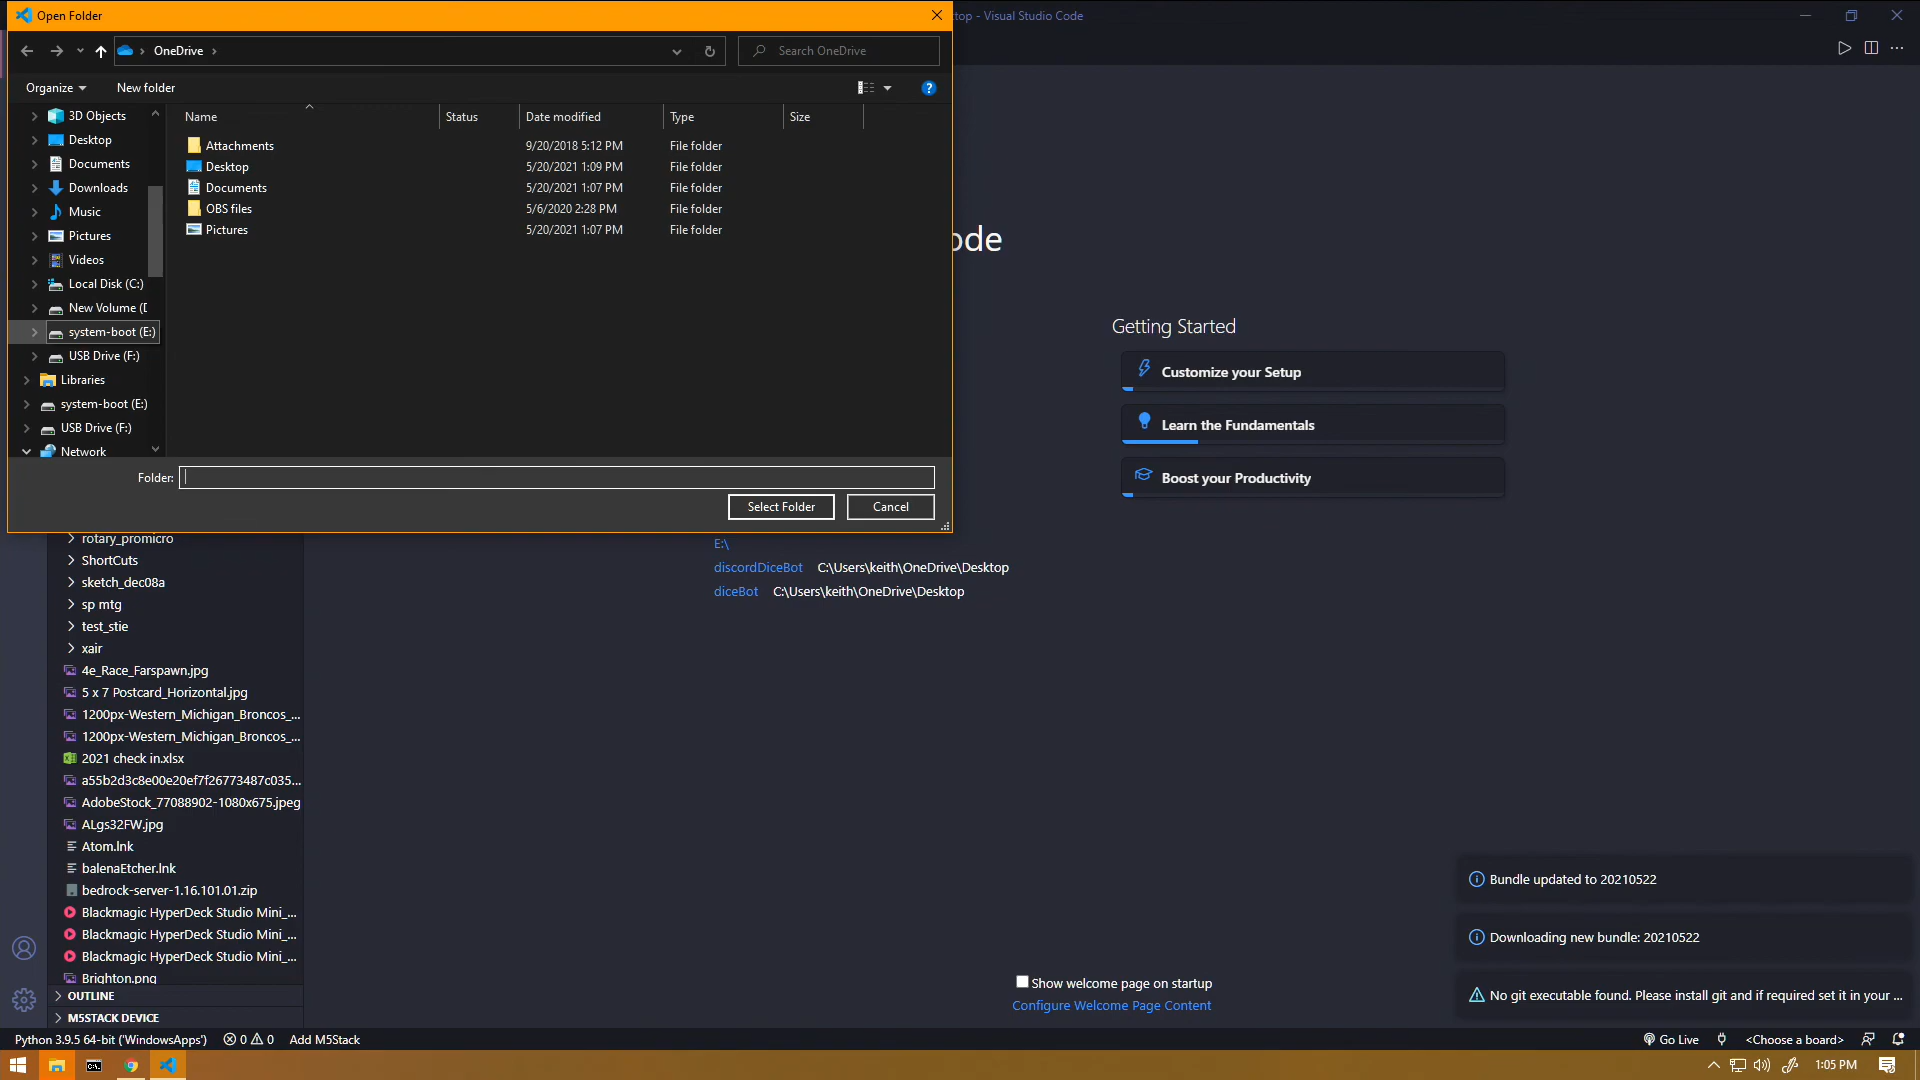 Open Folder
top - Visual Studio Code
OneDrive
Search OneDrive
Organize
New folder
Name
Status
Date modified
Type
Size
3D Objects
Desktop
Documents
Downloads
Music
Pictures
Videos
Local Disk (C:)
New Volume (D
system-boot (E:)
USB Drive (F:)
Libraries
system-boot (E:)
USB Drive (F:)
Network
Attachments 9/20/2018 5:12 PM File folder
Desktop 5/20/2021 1:09 PM File folder
Documents 5/20/2021 1:07 PM File folder
OBS files 5/6/2020 2:28 PM File folder
Pictures 5/20/2021 1:07 PM File folder
Folder:
Select Folder
Cancel
ode
Getting Started
Customize your Setup
Learn the Fundamentals
Boost your Productivity
E:\
discordDiceBot C:\Users\keith\OneDrive\Desktop
diceBot C:\Users\keith\OneDrive\Desktop
rotary_promicro
ShortCuts
sketch_dec08a
sp mtg
test_stie
xair
4e_Race_Farspawn.jpg
5 x 7 Postcard_Horizontal.jpg
1200px-Western_Michigan_Broncos_...
1200px-Western_Michigan_Broncos_...
2021 check in.xlsx
a55b2d3c8e00e20ef7f26773487c035...
AdobeStock_77088902-1080x675.jpeg
ALgs32FW.jpg
Atom.lnk
balenaEtcher.lnk
bedrock-server-1.16.101.01.zip
Blackmagic HyperDeck Studio Mini_...
Blackmagic HyperDeck Studio Mini_...
Blackmagic HyperDeck Studio Mini_...
Brighton.png
OUTLINE
M5STACK DEVICE
Bundle updated to 20210522
Downloading new bundle: 20210522
No git executable found. Please install git and if required set it in your ...
Show welcome page on startup
Configure Welcome Page Content
Python 3.9.5 64-bit ('WindowsApps')
0
0
Add M5Stack
Go Live
<Choose a board>
1:05 PM